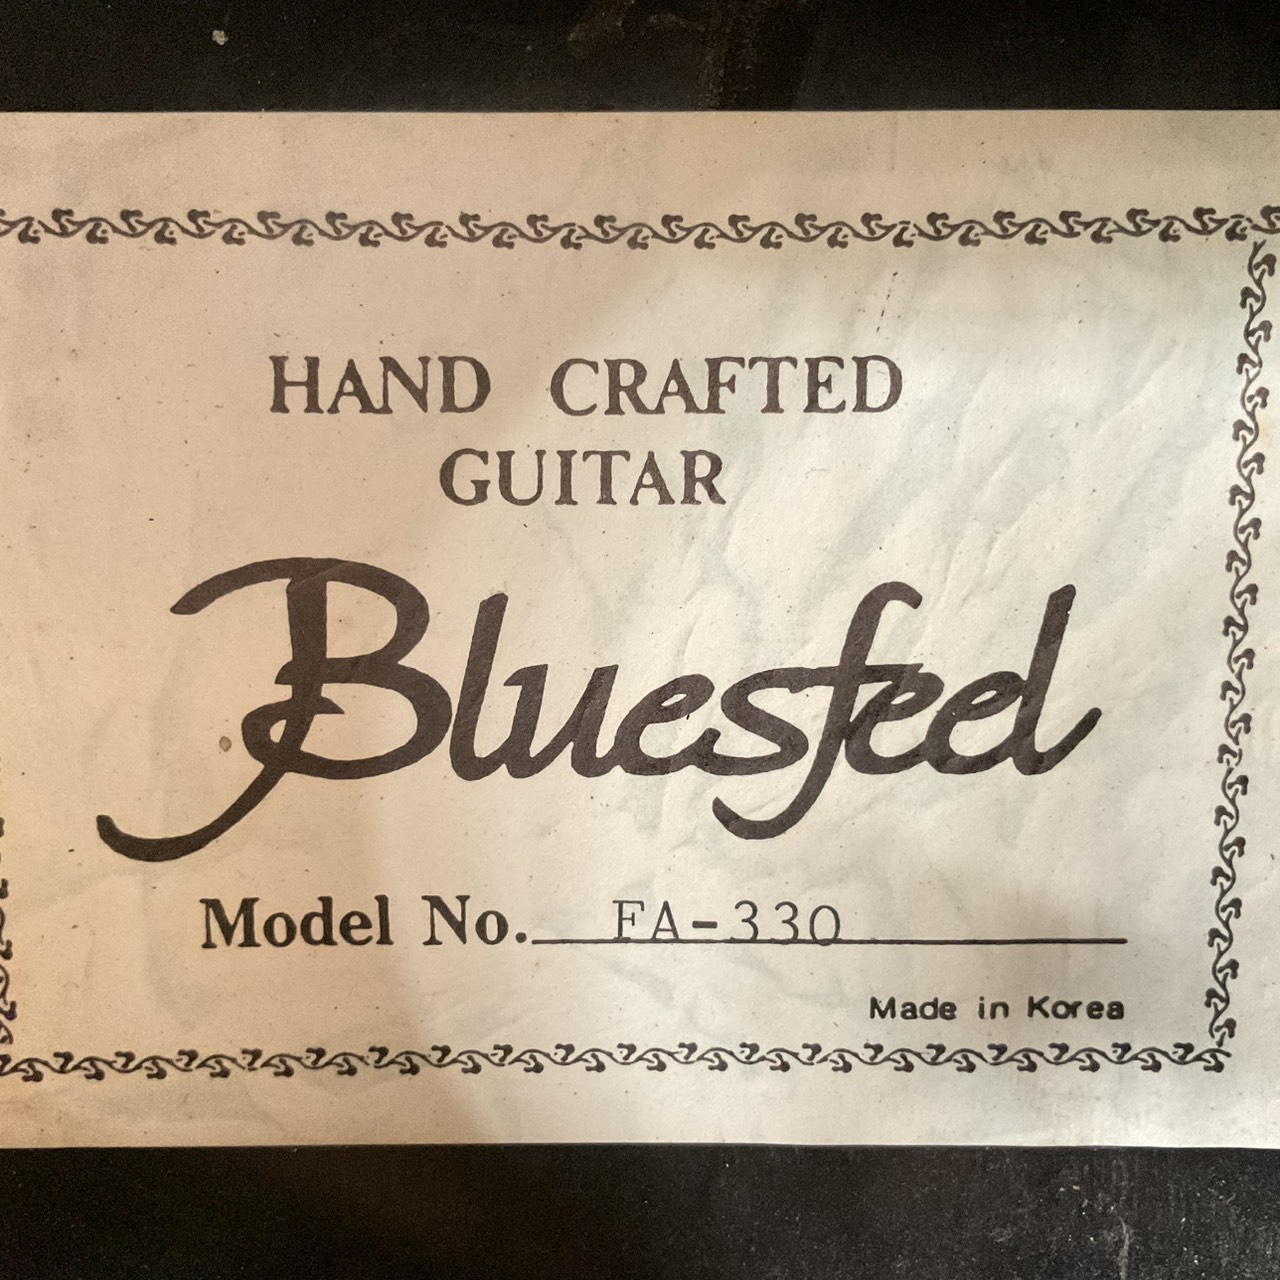 HAND CRAFTED
GUITAR
Bluesfeel
Model No. FA-330
Made in Korea